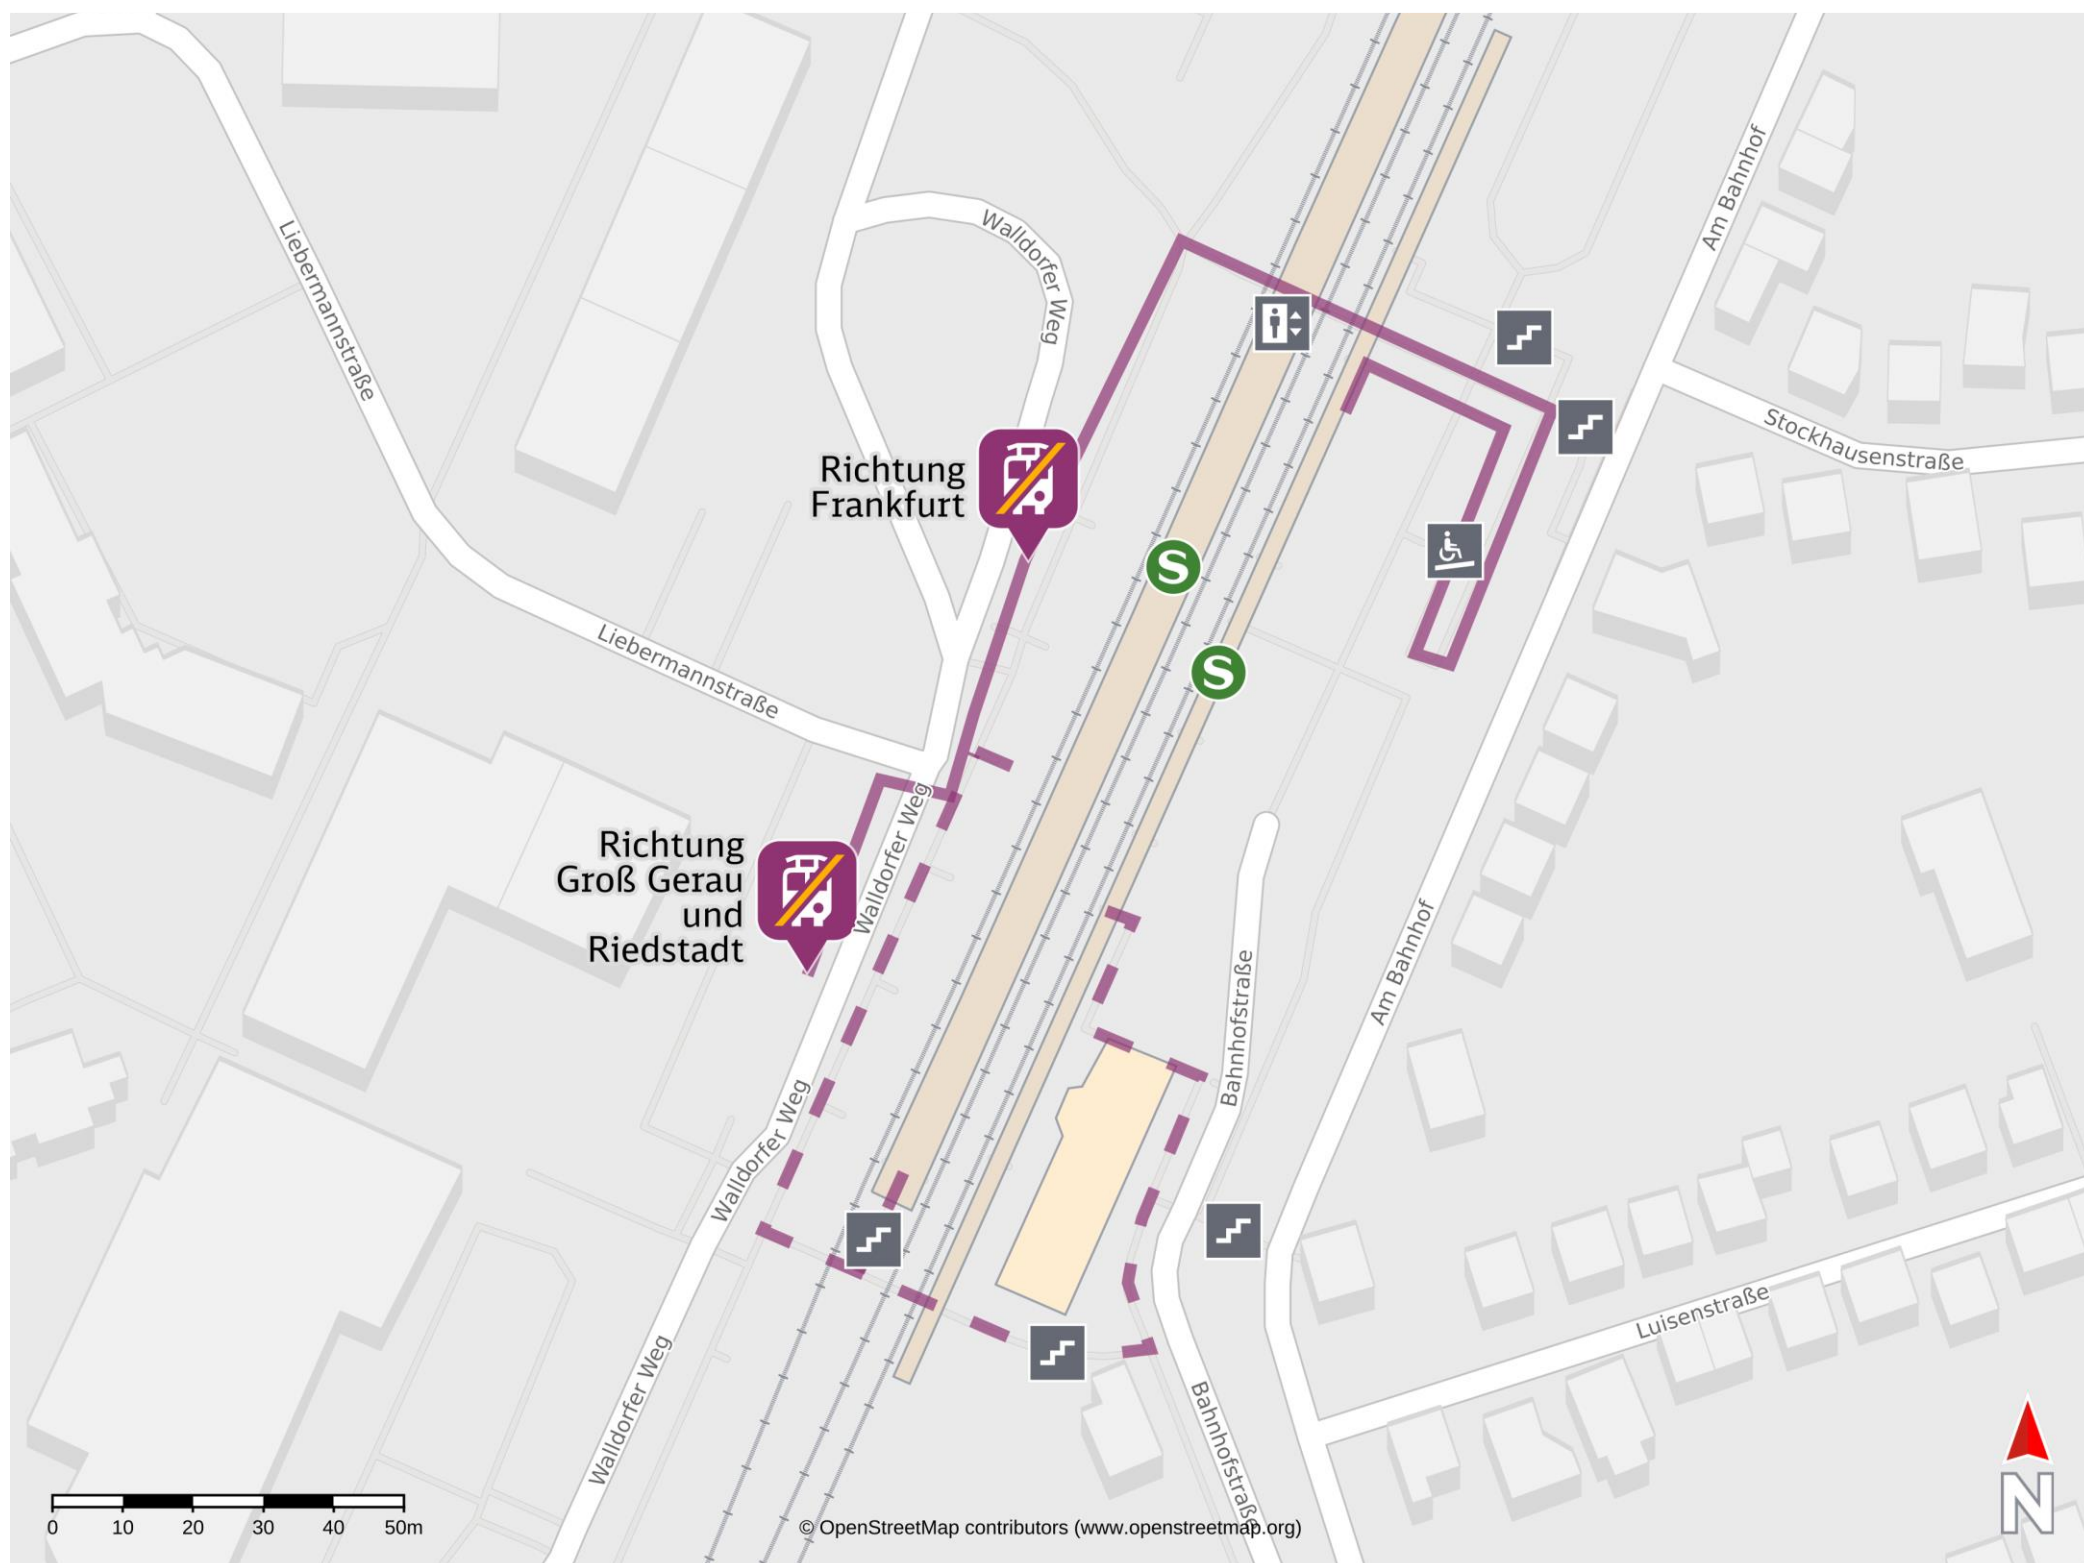 Am Bahnhof
Walldorfer Weg
Liebermannstraße
Stockhausenstraße
Richtung
Frankfurt
S
Liebermannstraße
S
Walldorfer Weg
Richtung
Groß Gerau
und
Riedstadt
Am Bahnhof
Bahnhofstraße
Walldorfer Weg
Luisenstraße
Walldorfer Weg
Bahnhofstraße
0 10 20 30 40 50m
© OpenStreetMap contributors (www.openstreetmap.org)
N